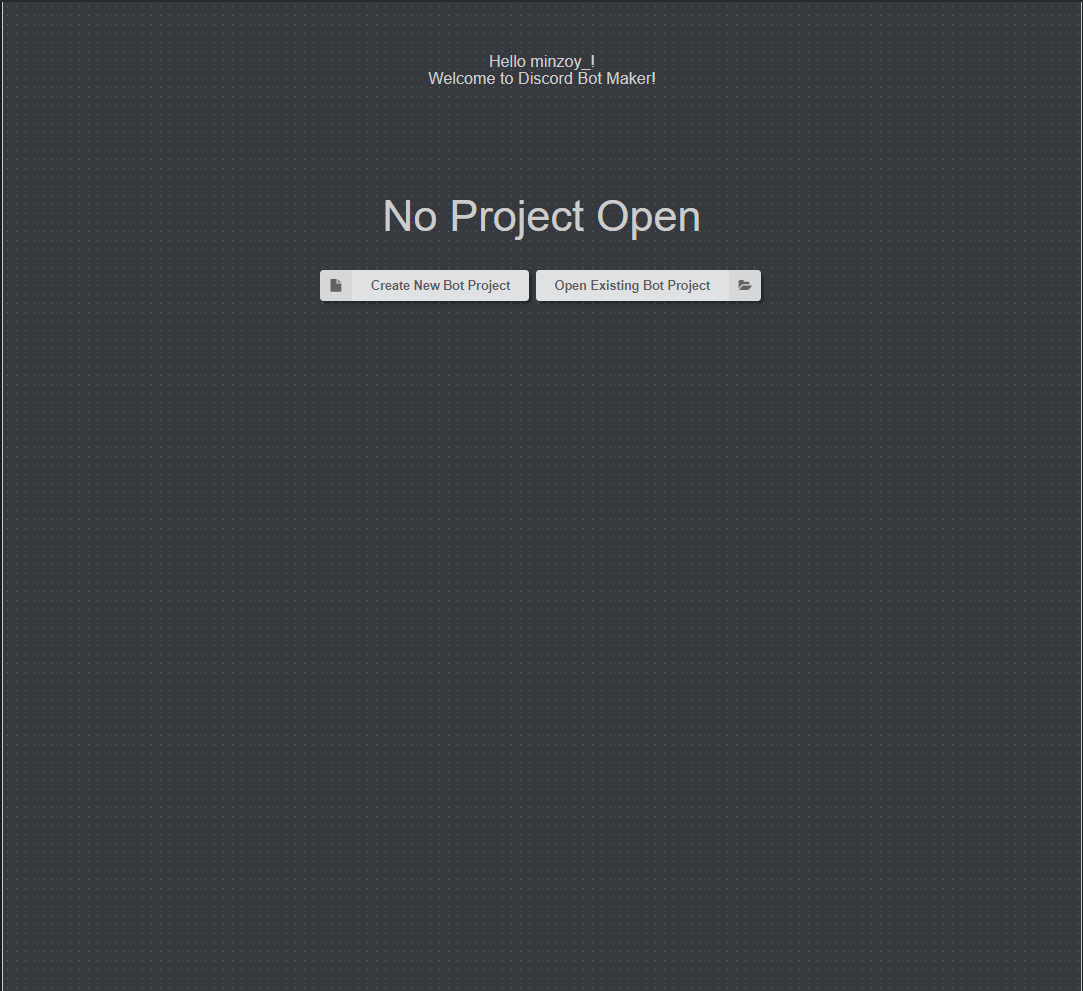 Hello minzoy_!
Welcome to Discord Bot Maker!
No Project Open
Create New Bot Project
Open Existing Bot Project